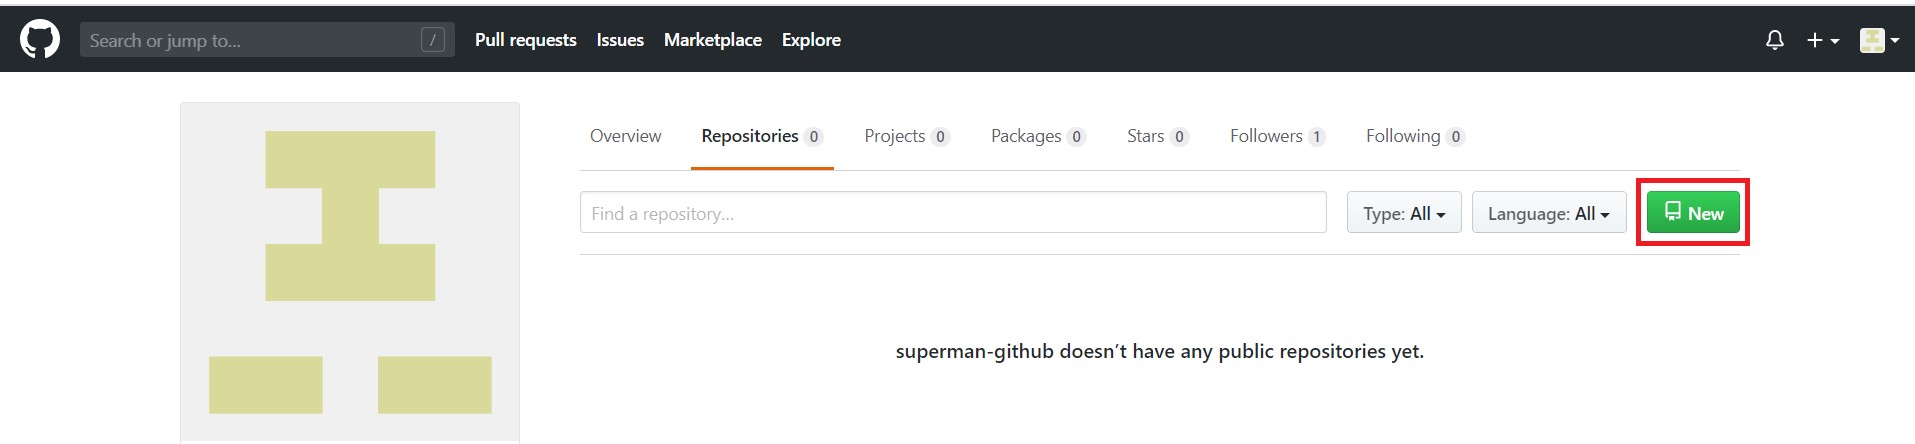 Search or jump to... / Pull requests Issues Marketplace Explore
Overview Repositories 0 Projects 0 Packages 0 Stars 0 Followers 1 Following 0
Find a repository... Type: All Language: All New
superman-github doesn’t have any public repositories yet.